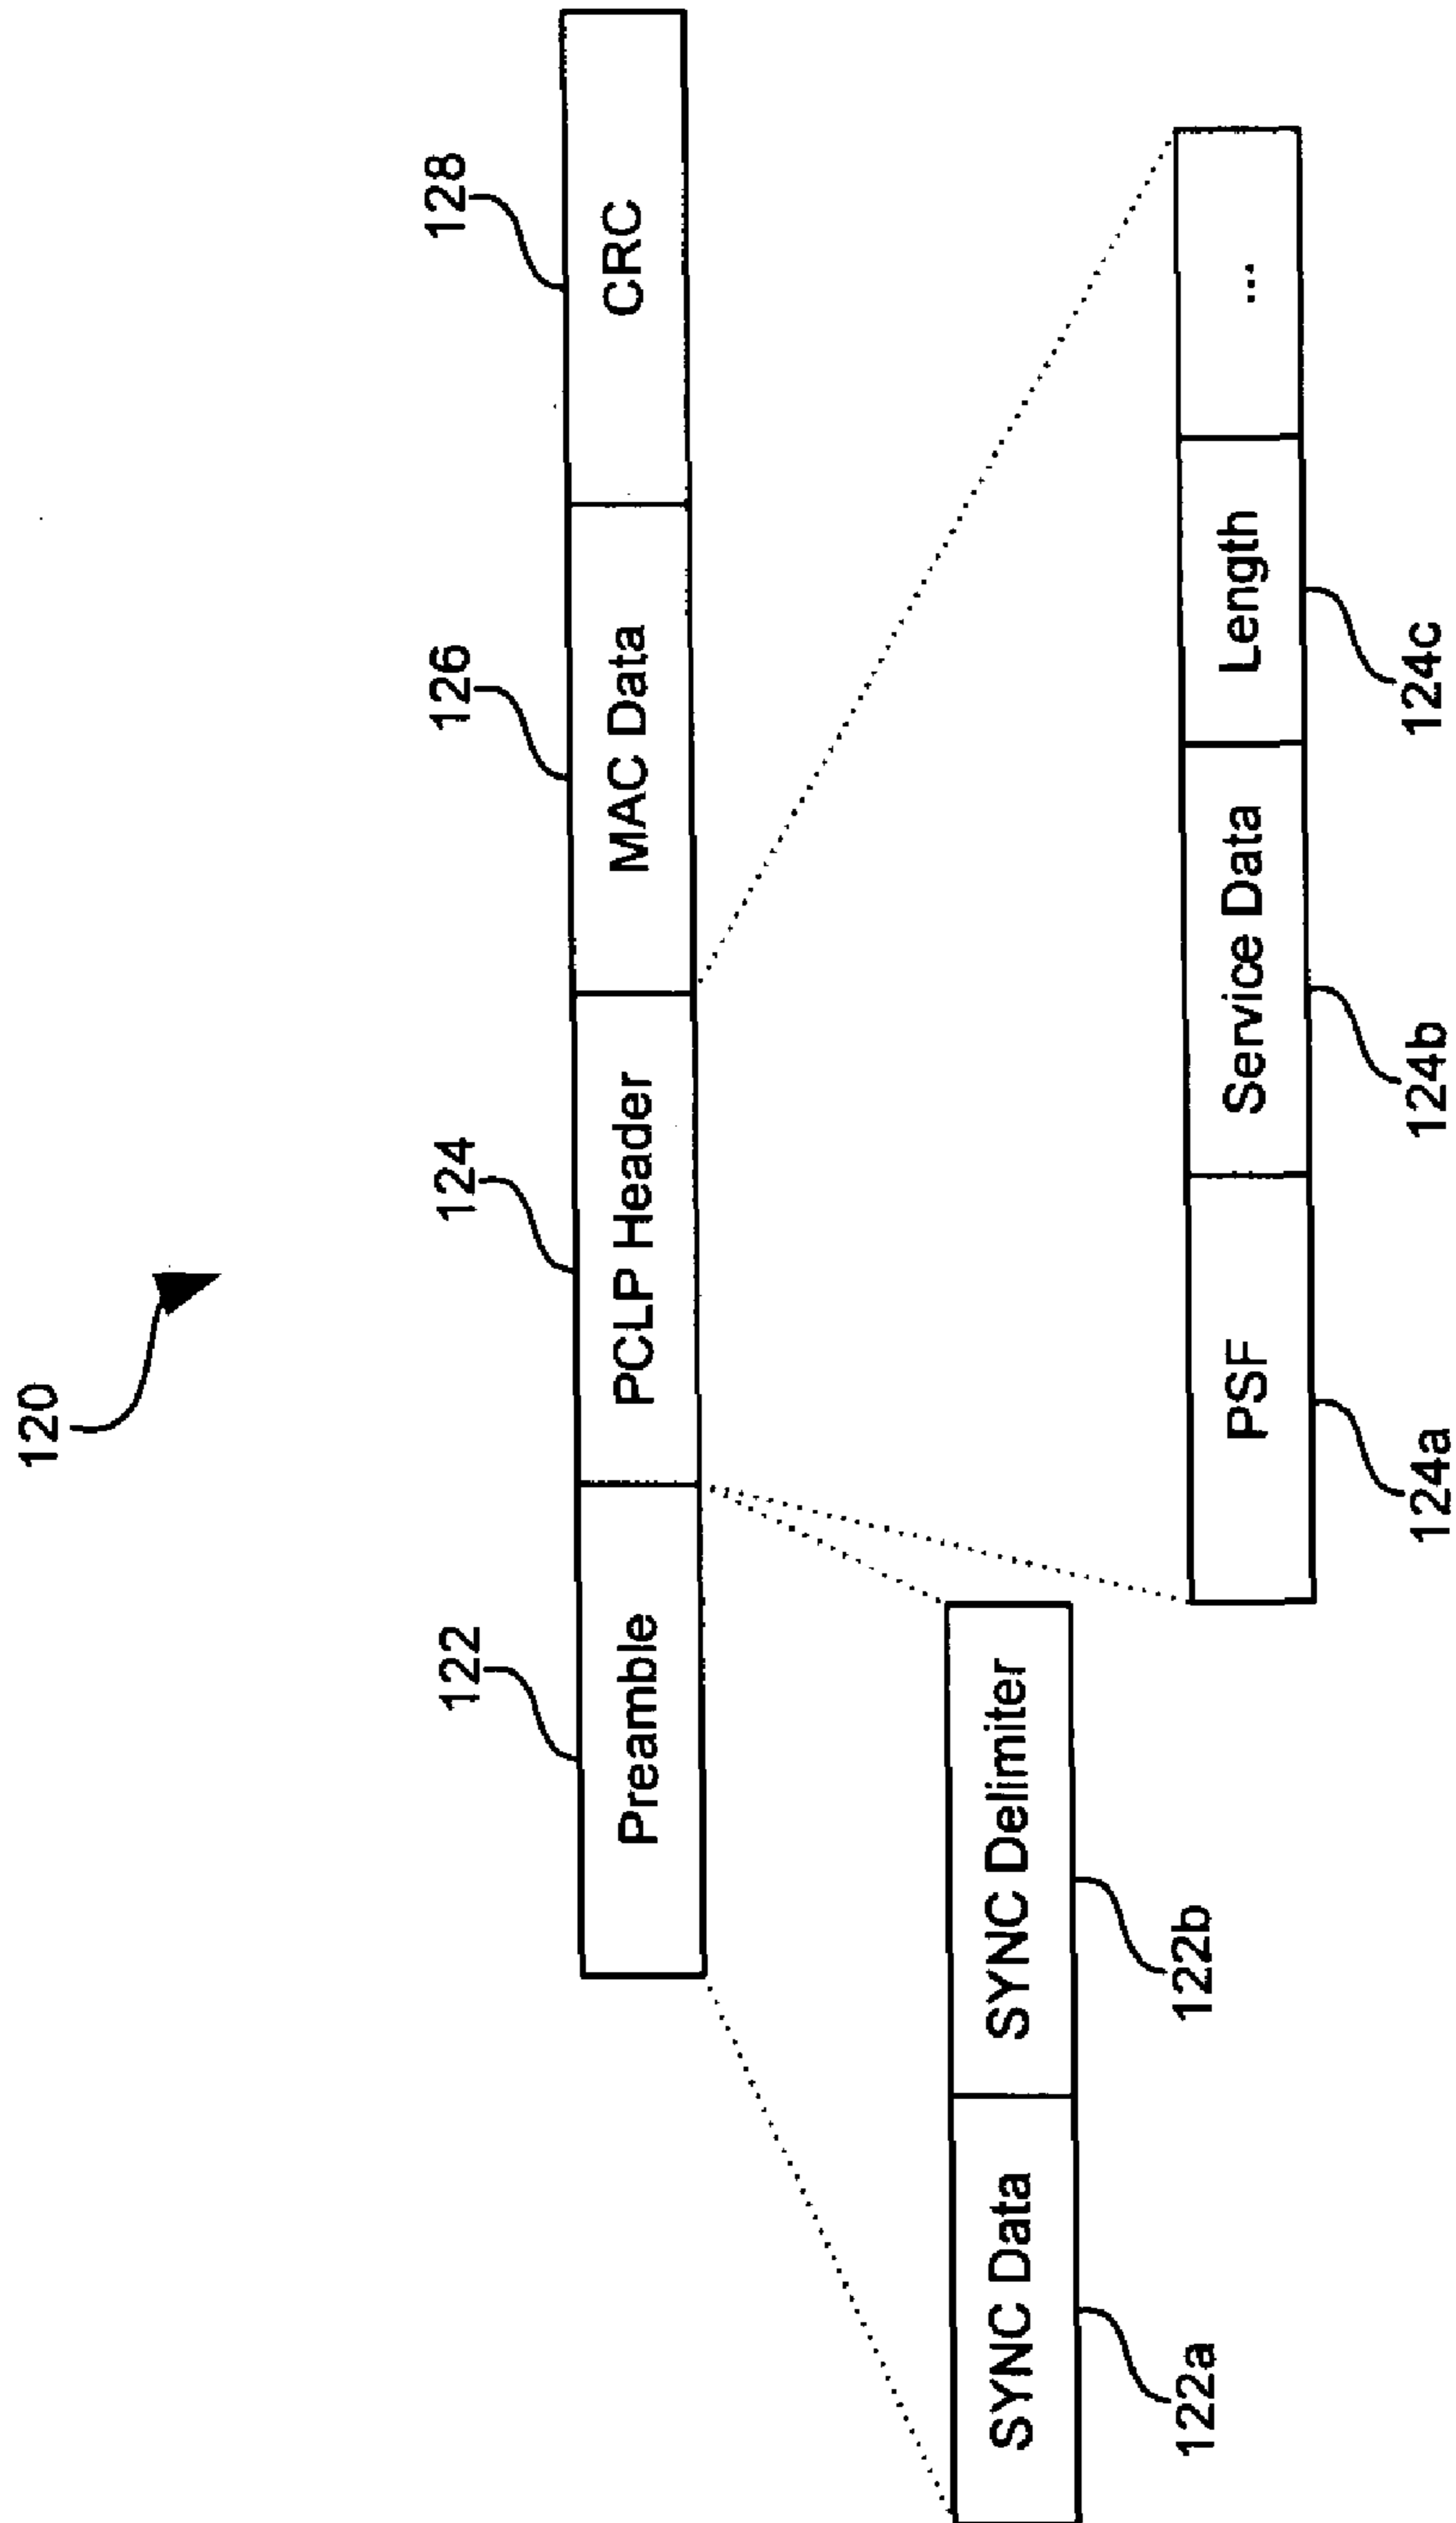 120
122
124
126
128
Preamble
PCLP Header
MAC Data
CRC
SYNC Data
SYNC Delimiter
122a
122b
PSF
Service Data
Length
...
124a
124b
124c